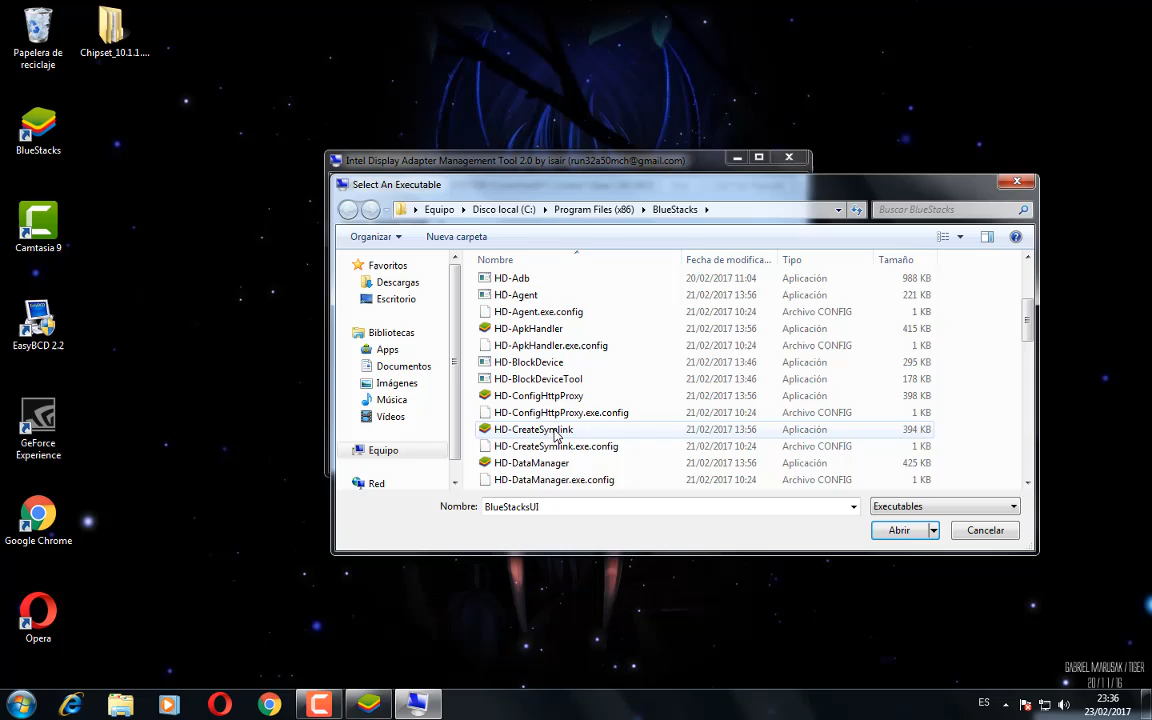 Papelera de reciclaje
Chipset_10.1.1....
BlueStacks
Camtasia 9
EasyBCD 2.2
GeForce Experience
Google Chrome
Opera
Intel Display Adapter Management Tool 2.0 by isair (run32a50mch@gmail.com)
Select An Executable
Equipo
Disco local (C:)
Program Files (x86)
BlueStacks
Buscar BlueStacks
Organizar
Nueva carpeta
Favoritos
Descargas
Escritorio
Bibliotecas
Apps
Documentos
Imágenes
Música
Vídeos
Equipo
Red
Nombre Fecha de modifica... Tipo Tamaño
HD-Adb 20/02/2017 11:04 Aplicación 988 KB
HD-Agent 21/02/2017 13:56 Aplicación 221 KB
HD-Agent.exe.config 21/02/2017 10:24 Archivo CONFIG 1 KB
HD-ApkHandler 21/02/2017 13:56 Aplicación 415 KB
HD-ApkHandler.exe.config 21/02/2017 10:24 Archivo CONFIG 1 KB
HD-BlockDevice 21/02/2017 13:46 Aplicación 295 KB
HD-BlockDeviceTool 21/02/2017 13:46 Aplicación 178 KB
HD-ConfigHttpProxy 21/02/2017 13:56 Aplicación 398 KB
HD-ConfigHttpProxy.exe.config 21/02/2017 10:24 Archivo CONFIG 1 KB
HD-CreateSymlink 21/02/2017 13:56 Aplicación 394 KB
HD-CreateSymlink.exe.config 21/02/2017 10:24 Archivo CONFIG 1 KB
HD-DataManager 21/02/2017 13:56 Aplicación 425 KB
HD-DataManager.exe.config 21/02/2017 10:24 Archivo CONFIG 1 KB
Nombre: BlueStacksUI
Executables
Abrir
Cancelar
GABRIEL MARUSAK / TIGER
20/11/16
ES
23:36
23/02/2017